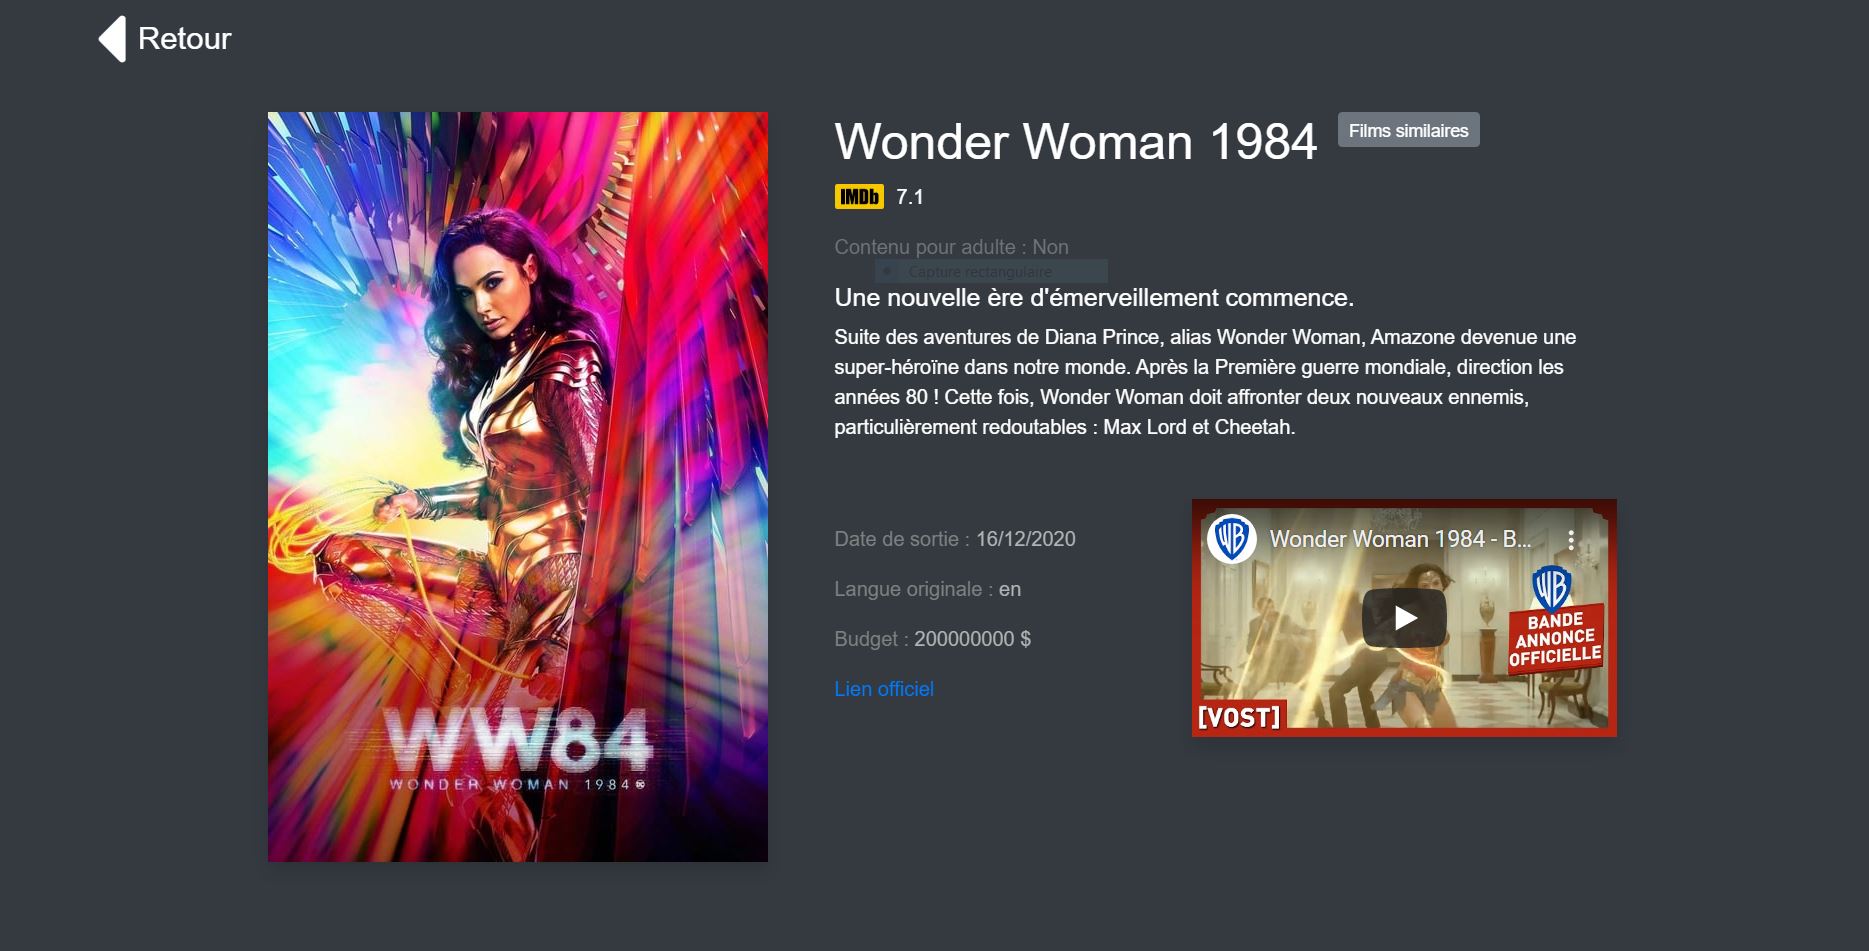 Retour
Wonder Woman 1984
Films similaires
IMDb 7.1
Contenu pour adulte : Non
Capture rectangulaire
Une nouvelle ère d'émerveillement commence.
Suite des aventures de Diana Prince, alias Wonder Woman, Amazone devenue une
super-héroïne dans notre monde. Après la Première guerre mondiale, direction les
années 80 ! Cette fois, Wonder Woman doit affronter deux nouveaux ennemis,
particulièrement redoutables : Max Lord et Cheetah.
Date de sortie : 16/12/2020
Langue originale : en
Budget : 200000000 $
Lien officiel
WB
Wonder Woman 1984 - B...
WB
BANDE
ANNONCE
OFFICIELLE
[VOST]
WW84
WONDER WOMAN 1984